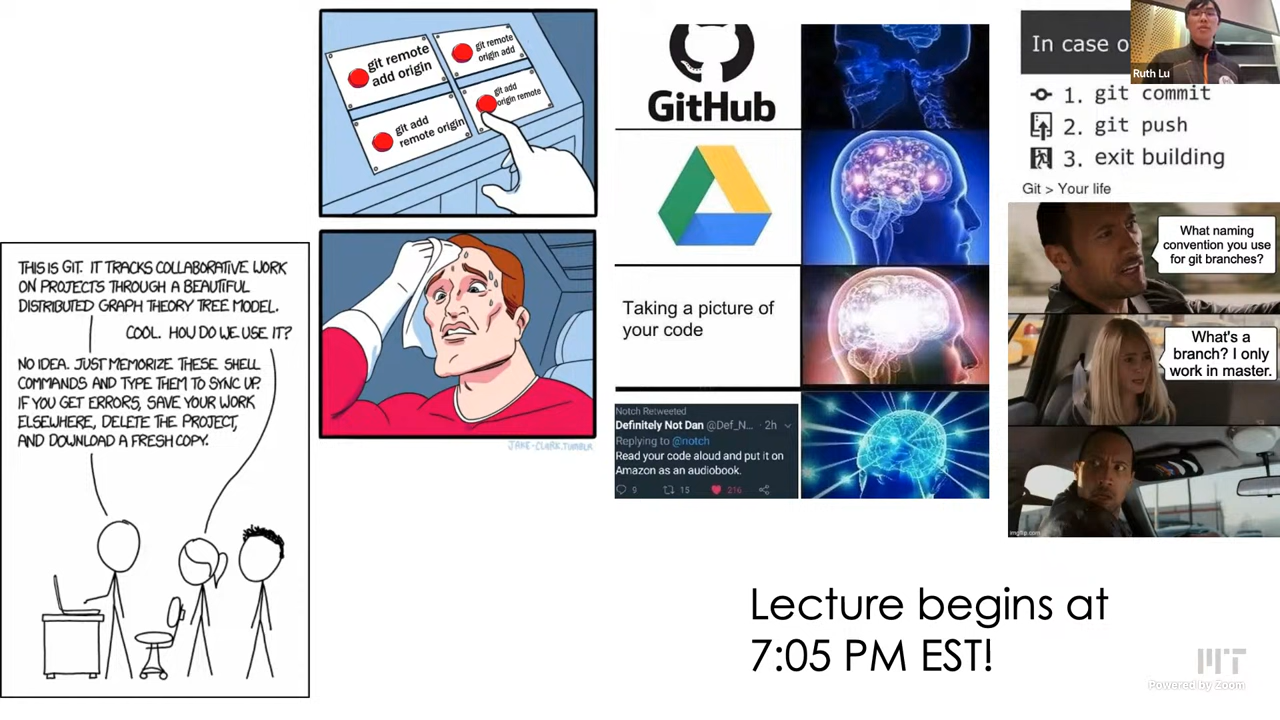 THIS IS GIT. IT TRACKS COLLABORATIVE WORK
ON PROJECTS THROUGH A BEAUTIFUL
DISTRIBUTED GRAPH THEORY TREE MODEL.
COOL. HOW DO WE USE IT?
NO IDEA. JUST MEMORIZE THESE SHELL
COMMANDS AND TYPE THEM TO SYNC UP.
IF YOU GET ERRORS, SAVE YOUR WORK
ELSEWHERE, DELETE THE PROJECT,
AND DOWNLOAD A FRESH COPY.
git remote
add origin
git remote
origin add
git add
remote origin
git add
origin remote
JAKE-CLARK.TUMBLR
GitHub
Taking a picture of
your code
Notch Retweeted
Definitely Not Dan @Def_N... · 2h
Replying to @notch
Read your code aloud and put it on
Amazon as an audiobook.
9 15 216
In case o
Ruth Lu
1. git commit
2. git push
3. exit building
Git > Your life
What naming
convention you use
for git branches?
What's a
branch? I only
work in master.
imgflip.com
Lecture begins at
7:05 PM EST!
MIT
Powered by Zoom